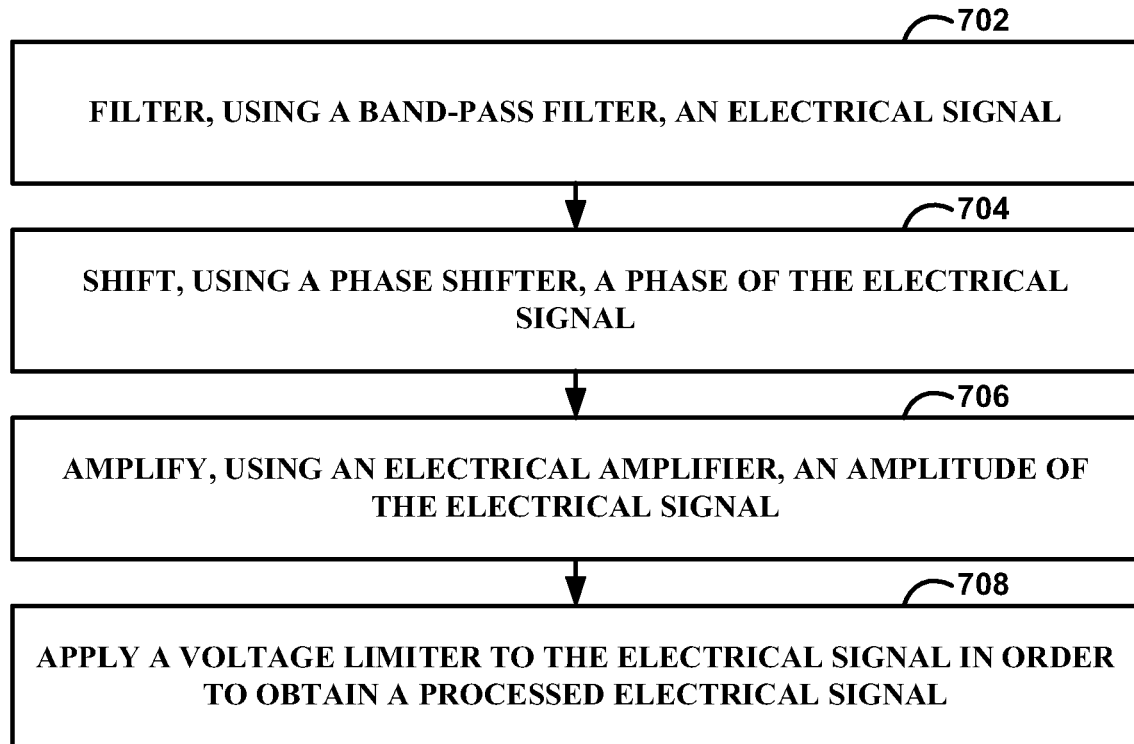 702
FILTER, USING A BAND-PASS FILTER, AN ELECTRICAL SIGNAL
704
SHIFT, USING A PHASE SHIFTER, A PHASE OF THE ELECTRICAL
SIGNAL
706
AMPLIFY, USING AN ELECTRICAL AMPLIFIER, AN AMPLITUDE OF
THE ELECTRICAL SIGNAL
708
APPLY A VOLTAGE LIMITER TO THE ELECTRICAL SIGNAL IN ORDER
TO OBTAIN A PROCESSED ELECTRICAL SIGNAL